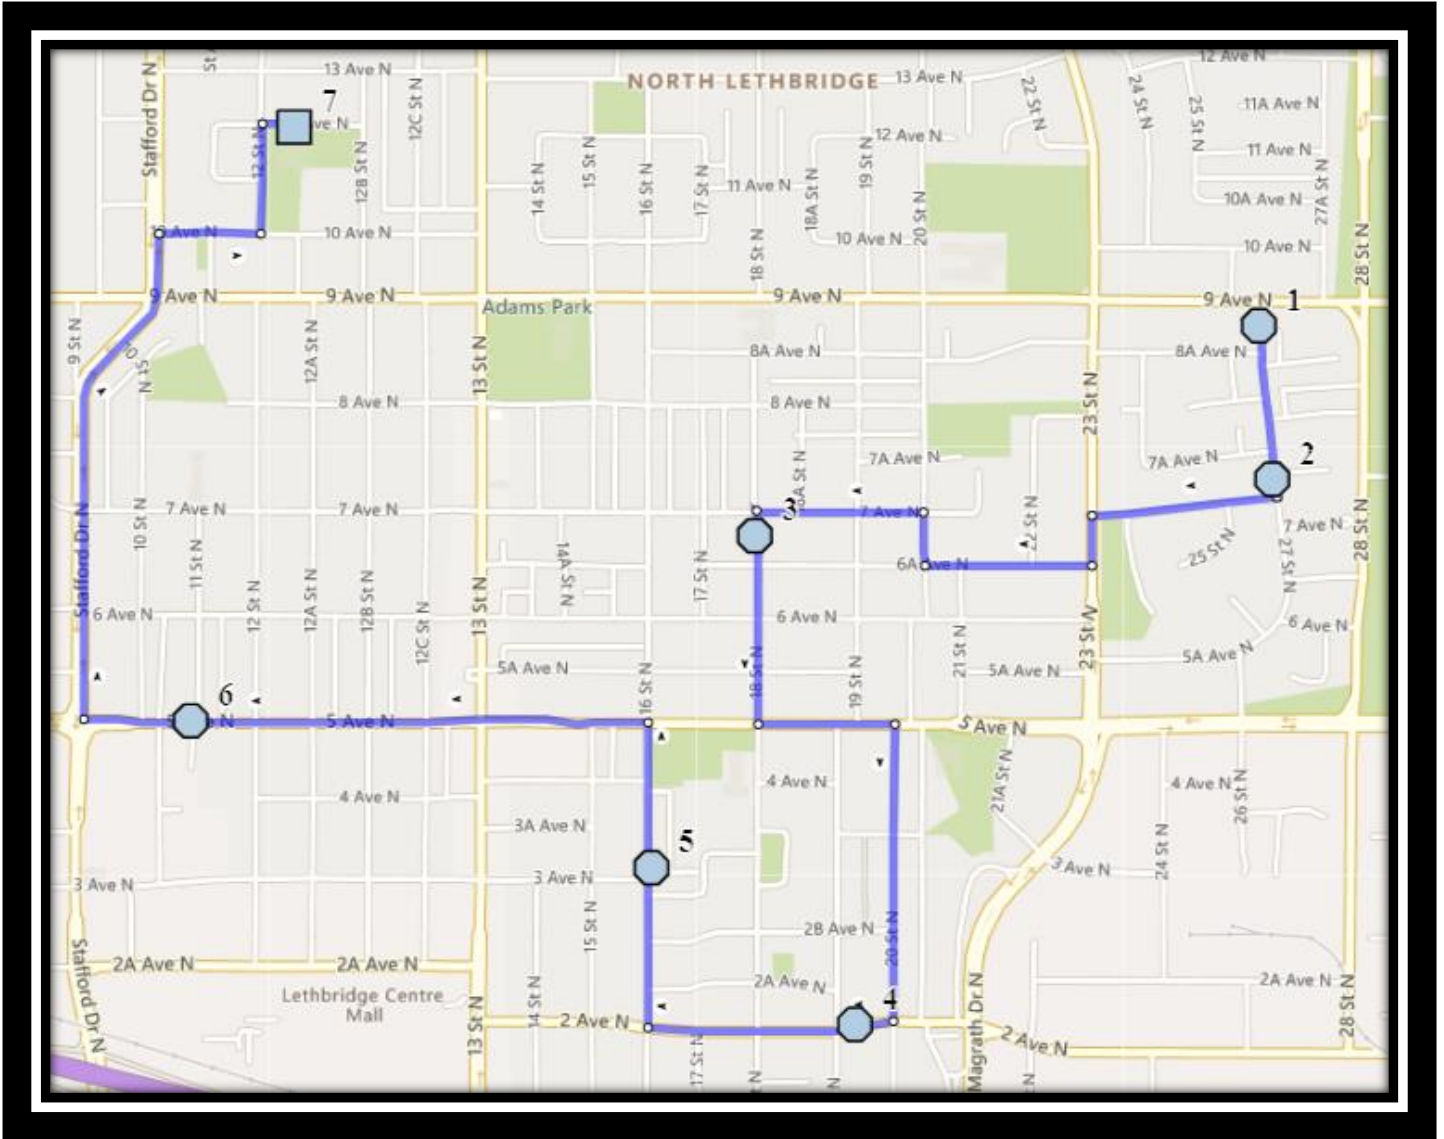 12 Ave N
13 Ave N
NORTH LETHBRIDGE
13 Ave N
7
Stafford Dr N
12C St N
22 St N
24 St N
25 St N
11A Ave N
ve N
12 St N
12B St N
12 Ave N
11 Ave N
14 St N
15 St N
16 St N
17 St N
11 Ave N
18A St N
19 St N
20 St N
10A Ave N
27A St N
10 Ave N
18 St N
10 Ave N
10 Ave N
28 St N
9 Ave N
9 Ave N
Adams Park
9 Ave N
9 Ave N
1
9 St N
10 St N
12A St N
13 St N
8A Ave N
8A Ave N
8 Ave N
8 Ave N
23 St N
7A Ave N
7A Ave N
2
7 Ave N
7 Ave N
3
7 Ave N
7 Ave N
Stafford Dr N
10 St N
11 St N
14A St N
17 St N
6A Ave N
25 St N
27 St N
28 St N
6 Ave N
12 St N
12A St N
12B St N
12C St N
13 St N
6 Ave N
6 Ave N
5A Ave N
16 St N
18 St N
19 St N
21 St N
5A Ave N
23 St N
5A Ave N
6
5 Ave N
5 Ave N
4 Ave N
4 Ave N
21A St N
4 Ave N
26 St N
3A Ave N
5
3 Ave N
3 Ave N
3 Ave N
24 St N
15 St N
2B Ave N
20 St N
Stafford Dr N
2A Ave N
2A Ave N
2A Ave N
2A Ave N
Lethbridge Centre
Mall
13 St N
14 St N
2 Ave N
4
Magrath Dr N
2 Ave N
28 St N
17 St N
N
N